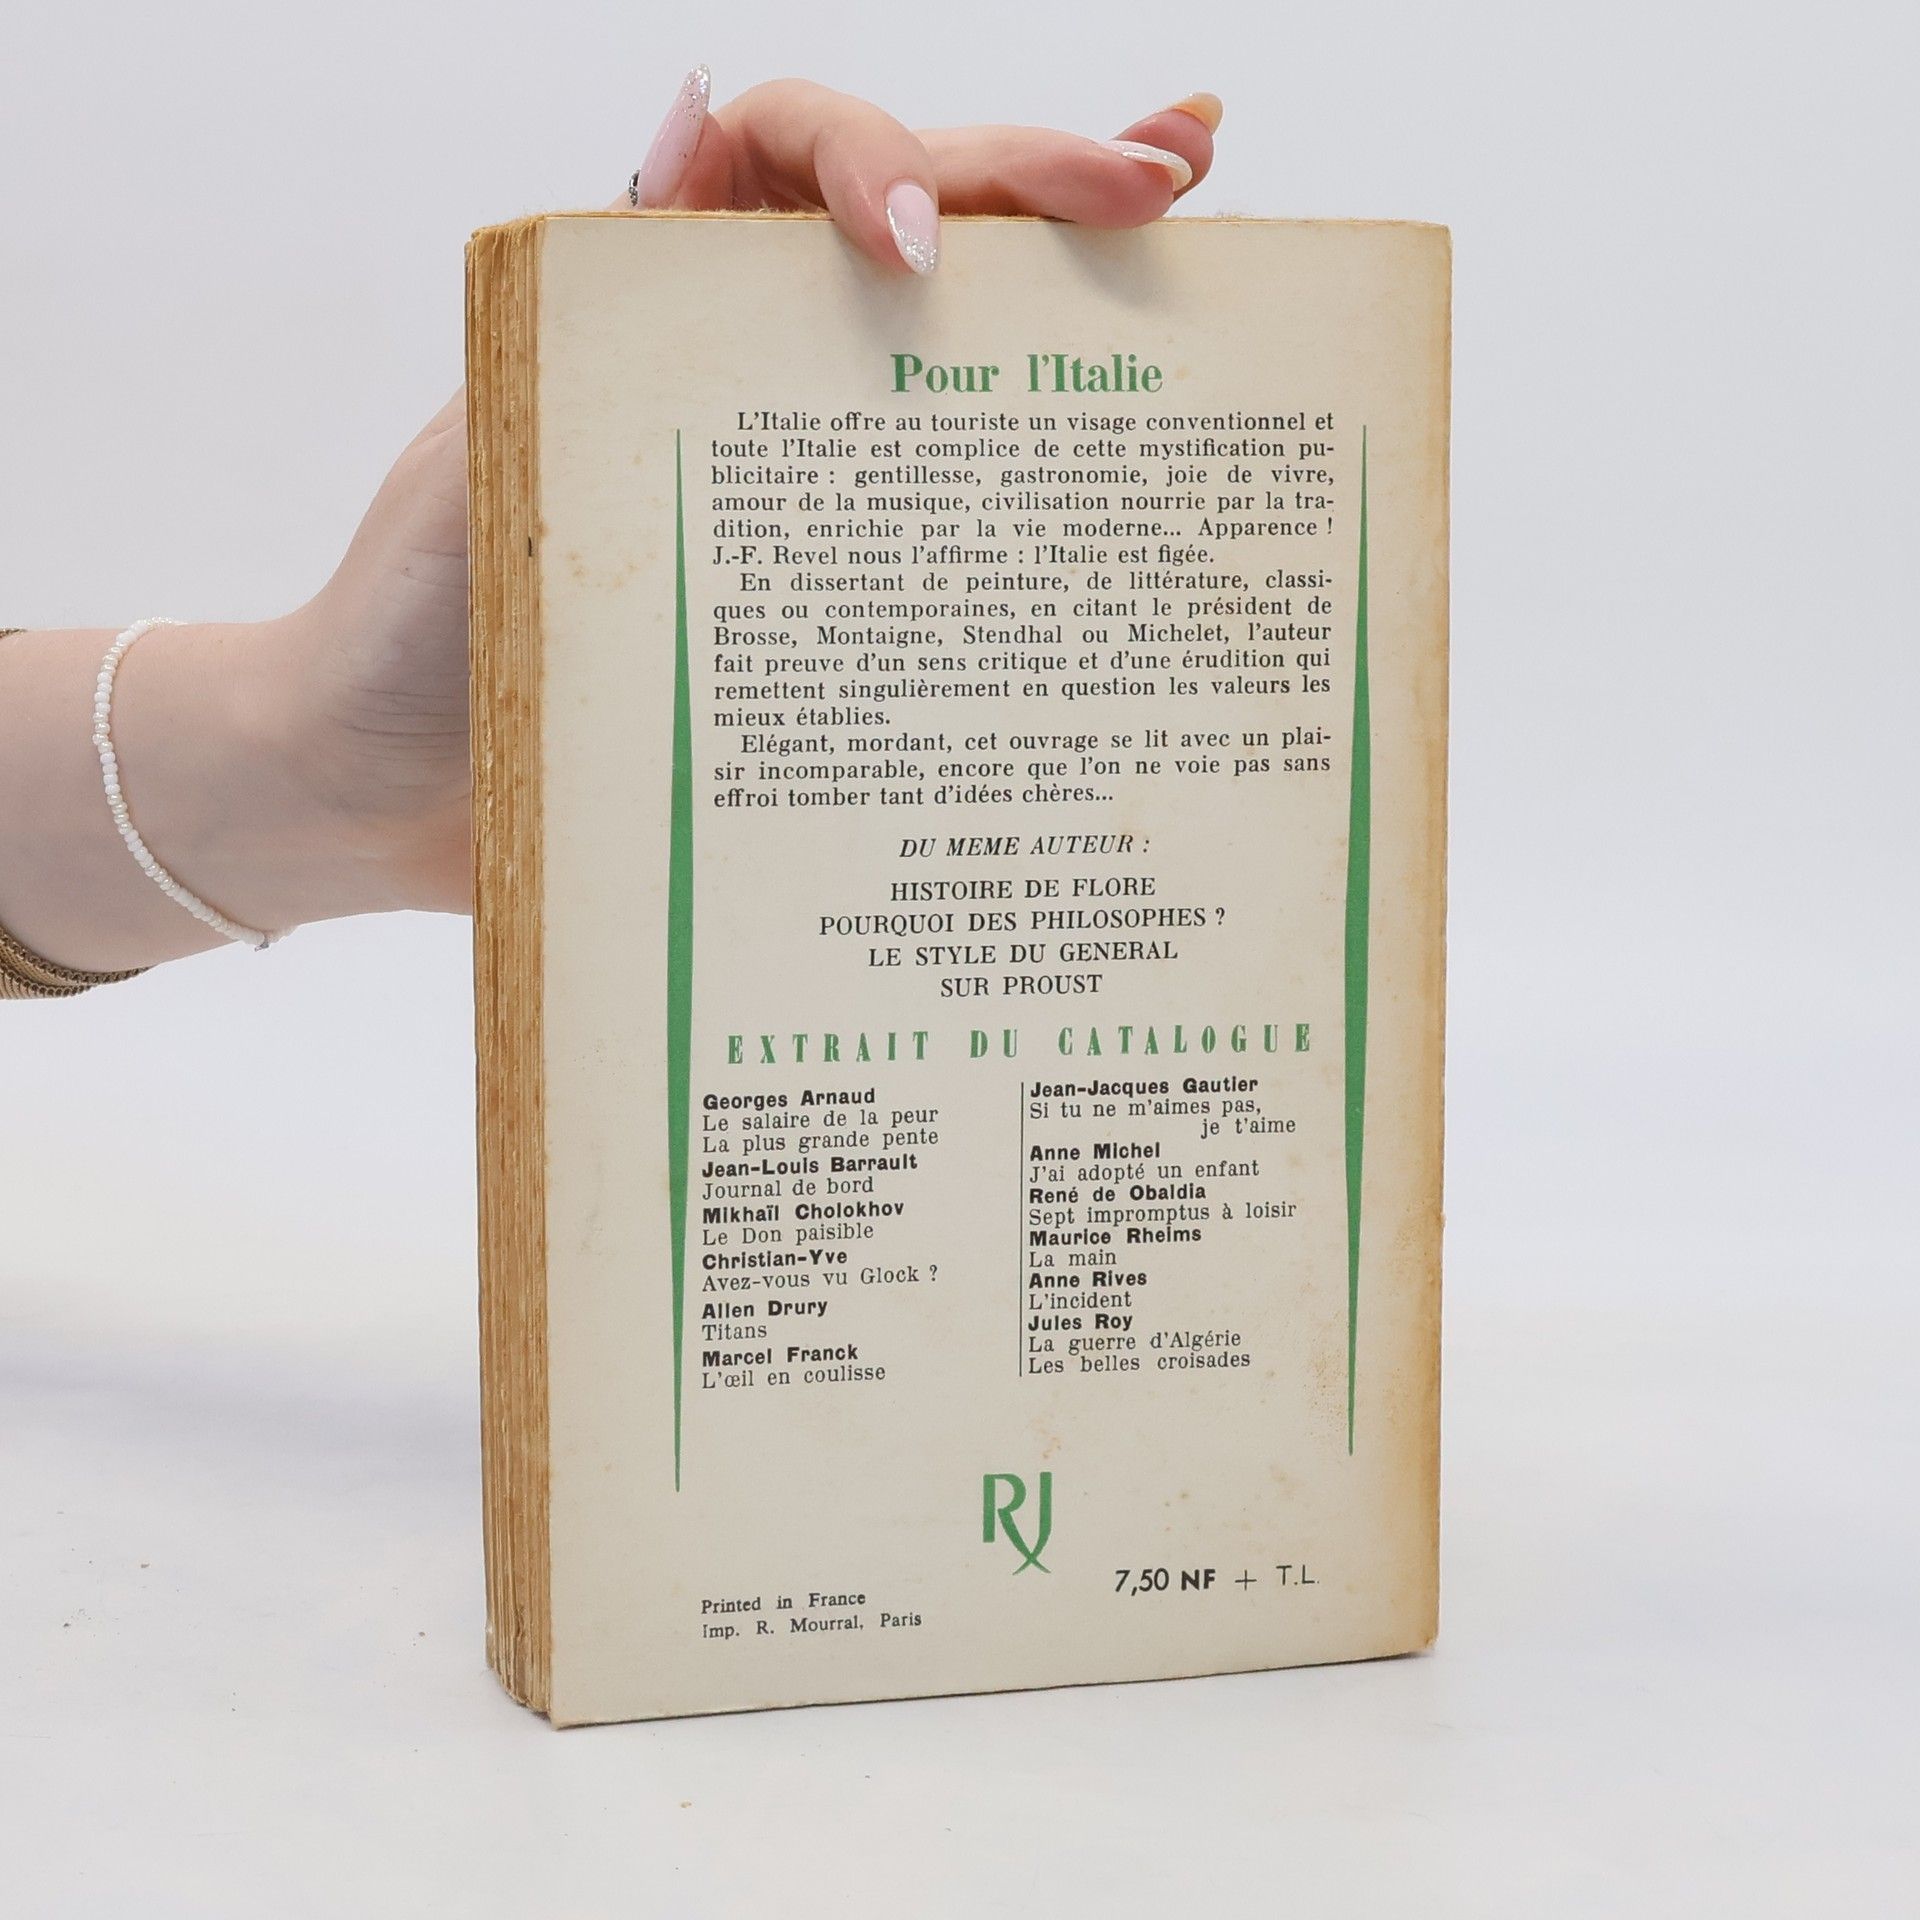 Pour l'Italie
L'Italie offre au touriste un visage conventionnel et
toute l'Italie est complice de cette mystification pu-
blicitaire : gentillesse, gastronomie, joie de vivre,
amour de la musique, civilisation nourrie par la tra-
dition, enrichie par la vie moderne... Apparence !
J.-F. Revel nous l'affirme : l'Italie est figée.
En dissertant de peinture, de littérature, classi-
ques ou contemporaines, en citant le président de
Brosse, Montaigne, Stendhal ou Michelet, l'auteur
fait preuve d'un sens critique et d'une érudition qui
remettent singulièrement en question les valeurs les
mieux établies.
Elégant, mordant, cet ouvrage se lit avec un plai-
sir incomparable, encore que l'on ne voie pas sans
effroi tomber tant d'idées chères...
DU MEME AUTEUR :
HISTOIRE DE FLORE
POURQUOI DES PHILOSOPHES ?
LE STYLE DU GENERAL
SUR PROUST
EXTRAIT DU CATALOGUE
Georges Arnaud
Le salaire de la peur
La plus grande pente
Jean-Louis Barrault
Journal de bord
Mikhaïl Cholokhov
Le Don paisible
Christian-Yve
Avez-vous vu Glock ?
Allen Drury
Titans
Marcel Franck
L'œil en coulisse
Jean-Jacques Gautier
Si tu ne m'aimes pas,
je t'aime
Anne Michel
J'ai adopté un enfant
René de Obaldia
Sept impromptus à loisir
Maurice Rheims
La main
Anne Rives
L'incident
Jules Roy
La guerre d'Algérie
Les belles croisades
RJ
7,50 NF + T.L.
Printed in France
Imp. R. Mourral, Paris